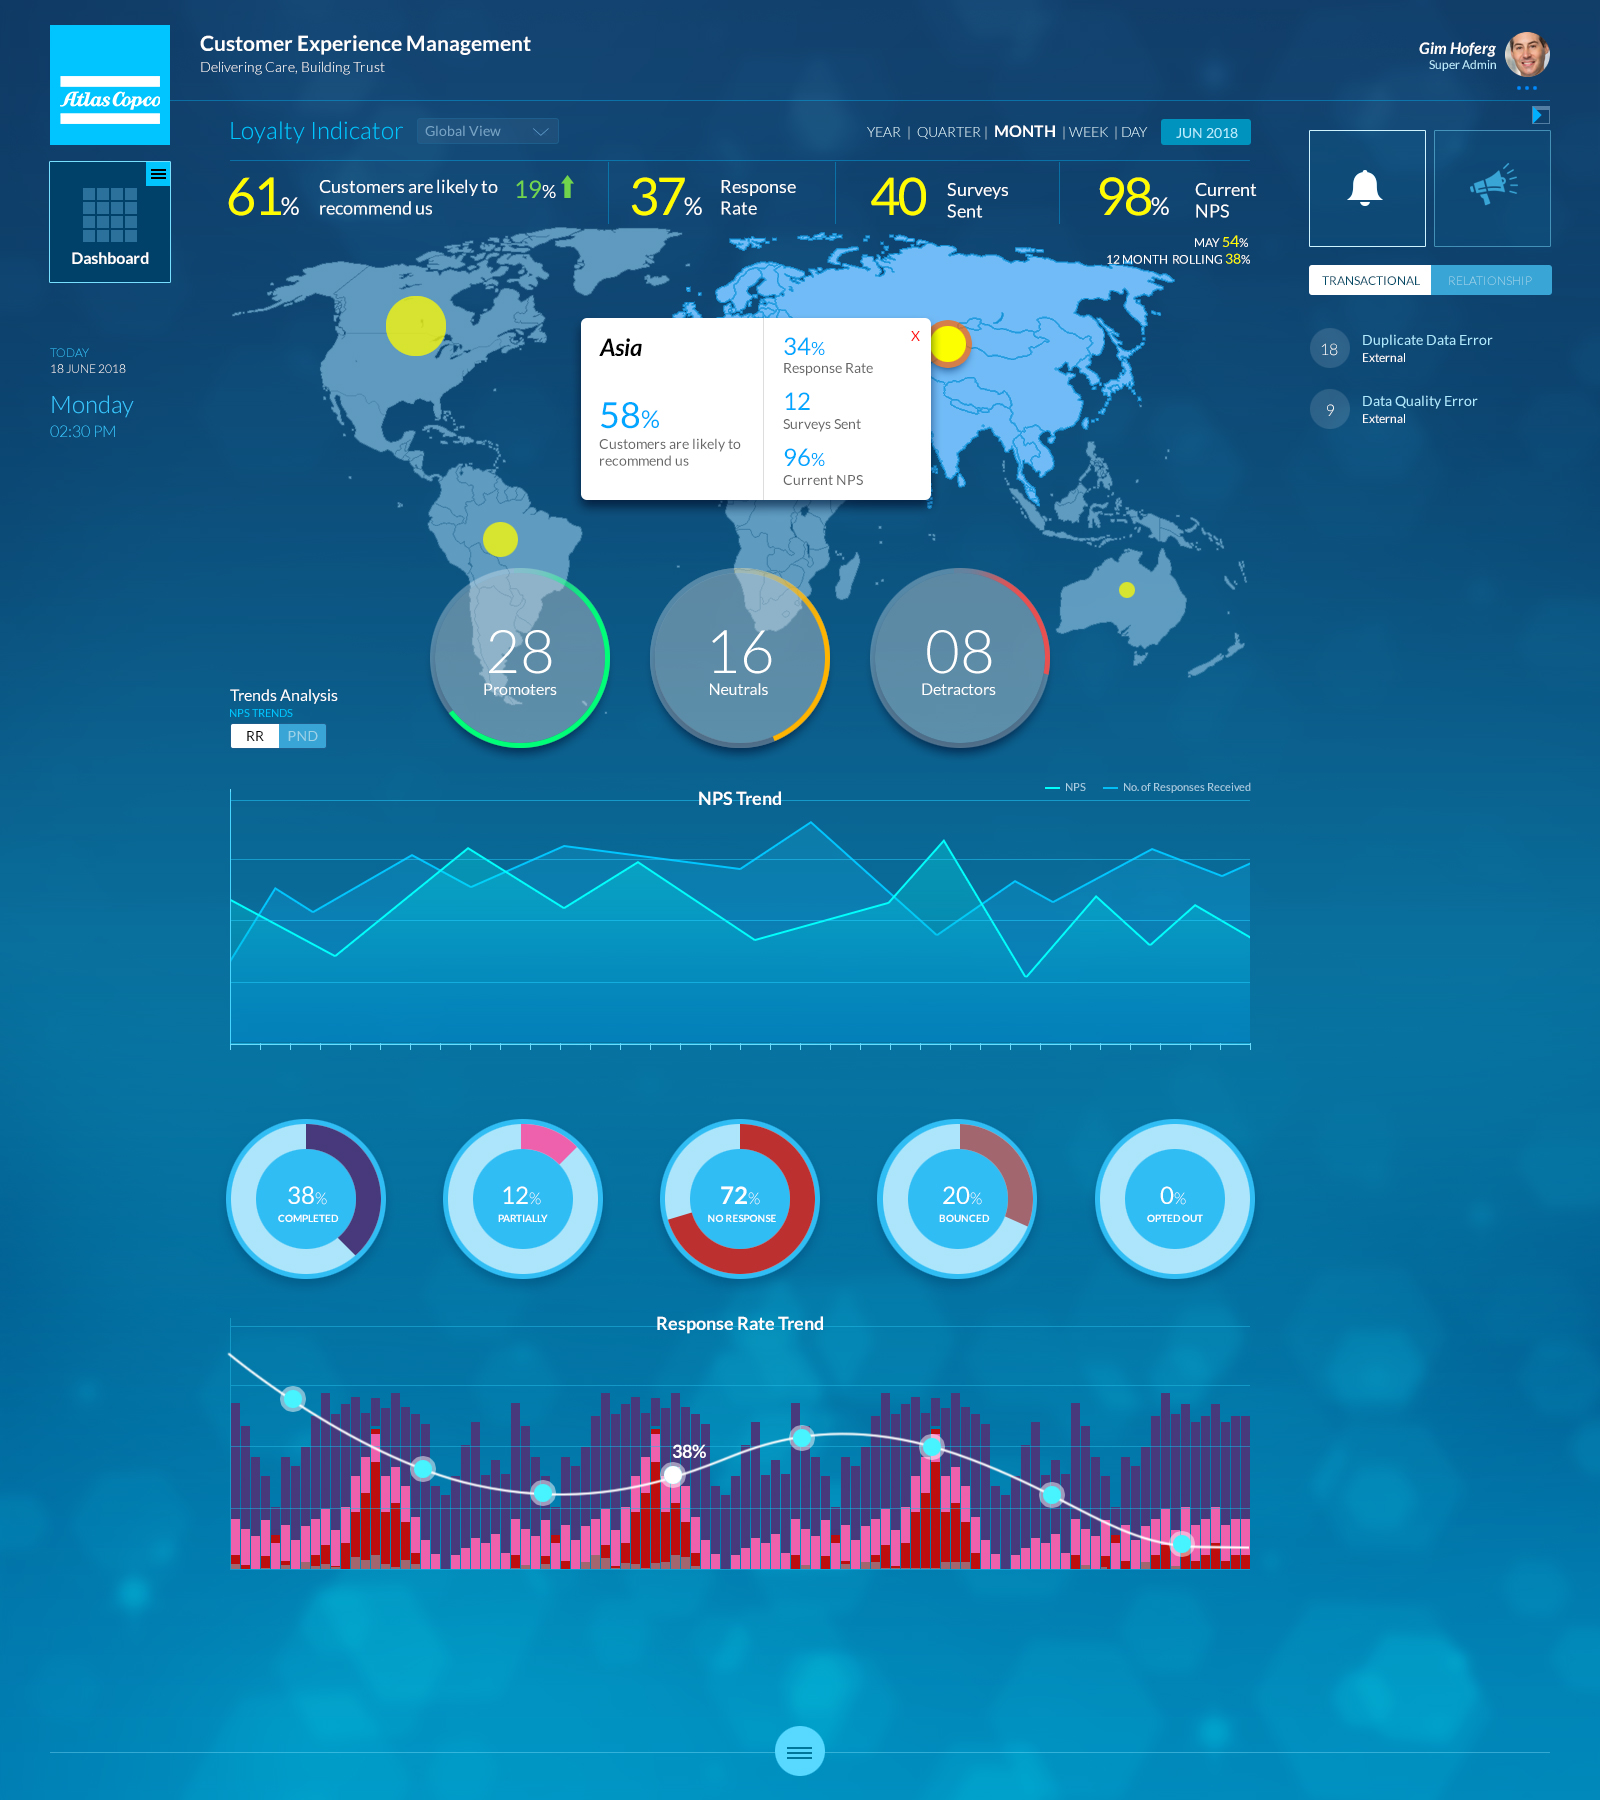 Customer Experience Management
Delivering Care, Building Trust
Gim Hoferg
Super Admin
Atlas Copco
Loyalty Indicator
Global View
YEAR | QUARTER | MONTH | WEEK | DAY
JUN 2018
Dashboard
61%
Customers are likely to
recommend us
19%
37%
Response
Rate
40
Surveys
Sent
98%
Current
NPS
MAY 54%
12 MONTH ROLLING 38%
TRANSACTIONAL
RELATIONSHIP
18
Duplicate Data Error
External
9
Data Quality Error
External
TODAY
18 JUNE 2018
Monday
02:30 PM
X
Asia
58%
Customers are likely to
recommend us
34%
Response Rate
12
Surveys Sent
96%
Current NPS
28
Promoters
16
Neutrals
08
Detractors
Trends Analysis
NPS TRENDS
RR
PND
NPS Trend
NPS
No. of Responses Received
38%
COMPLETED
12%
PARTIALLY
72%
NO RESPONSE
20%
BOUNCED
0%
OPTED OUT
Response Rate Trend
38%